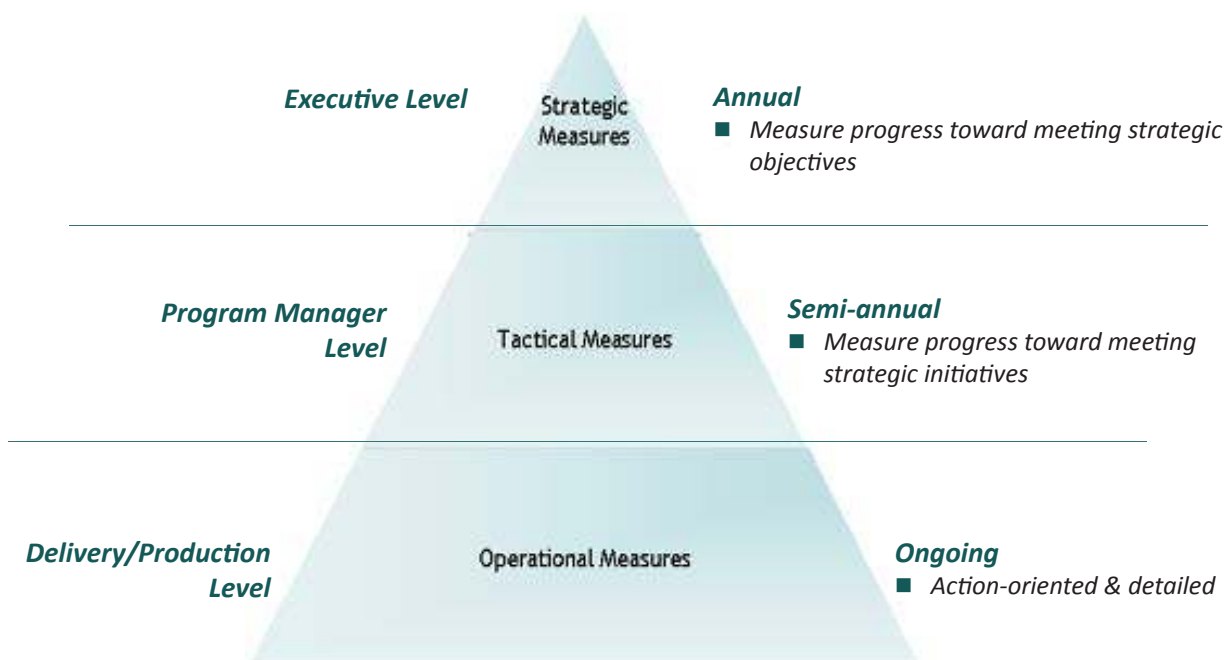 Executive Level
Strategic
Measures
Annual
■ Measure progress toward meeting strategic
objectives
Program Manager
Level
Tactical Measures
Semi-annual
■ Measure progress toward meeting
strategic initiatives
Delivery/Production
Level
Operational Measures
Ongoing
■ Action-oriented & detailed